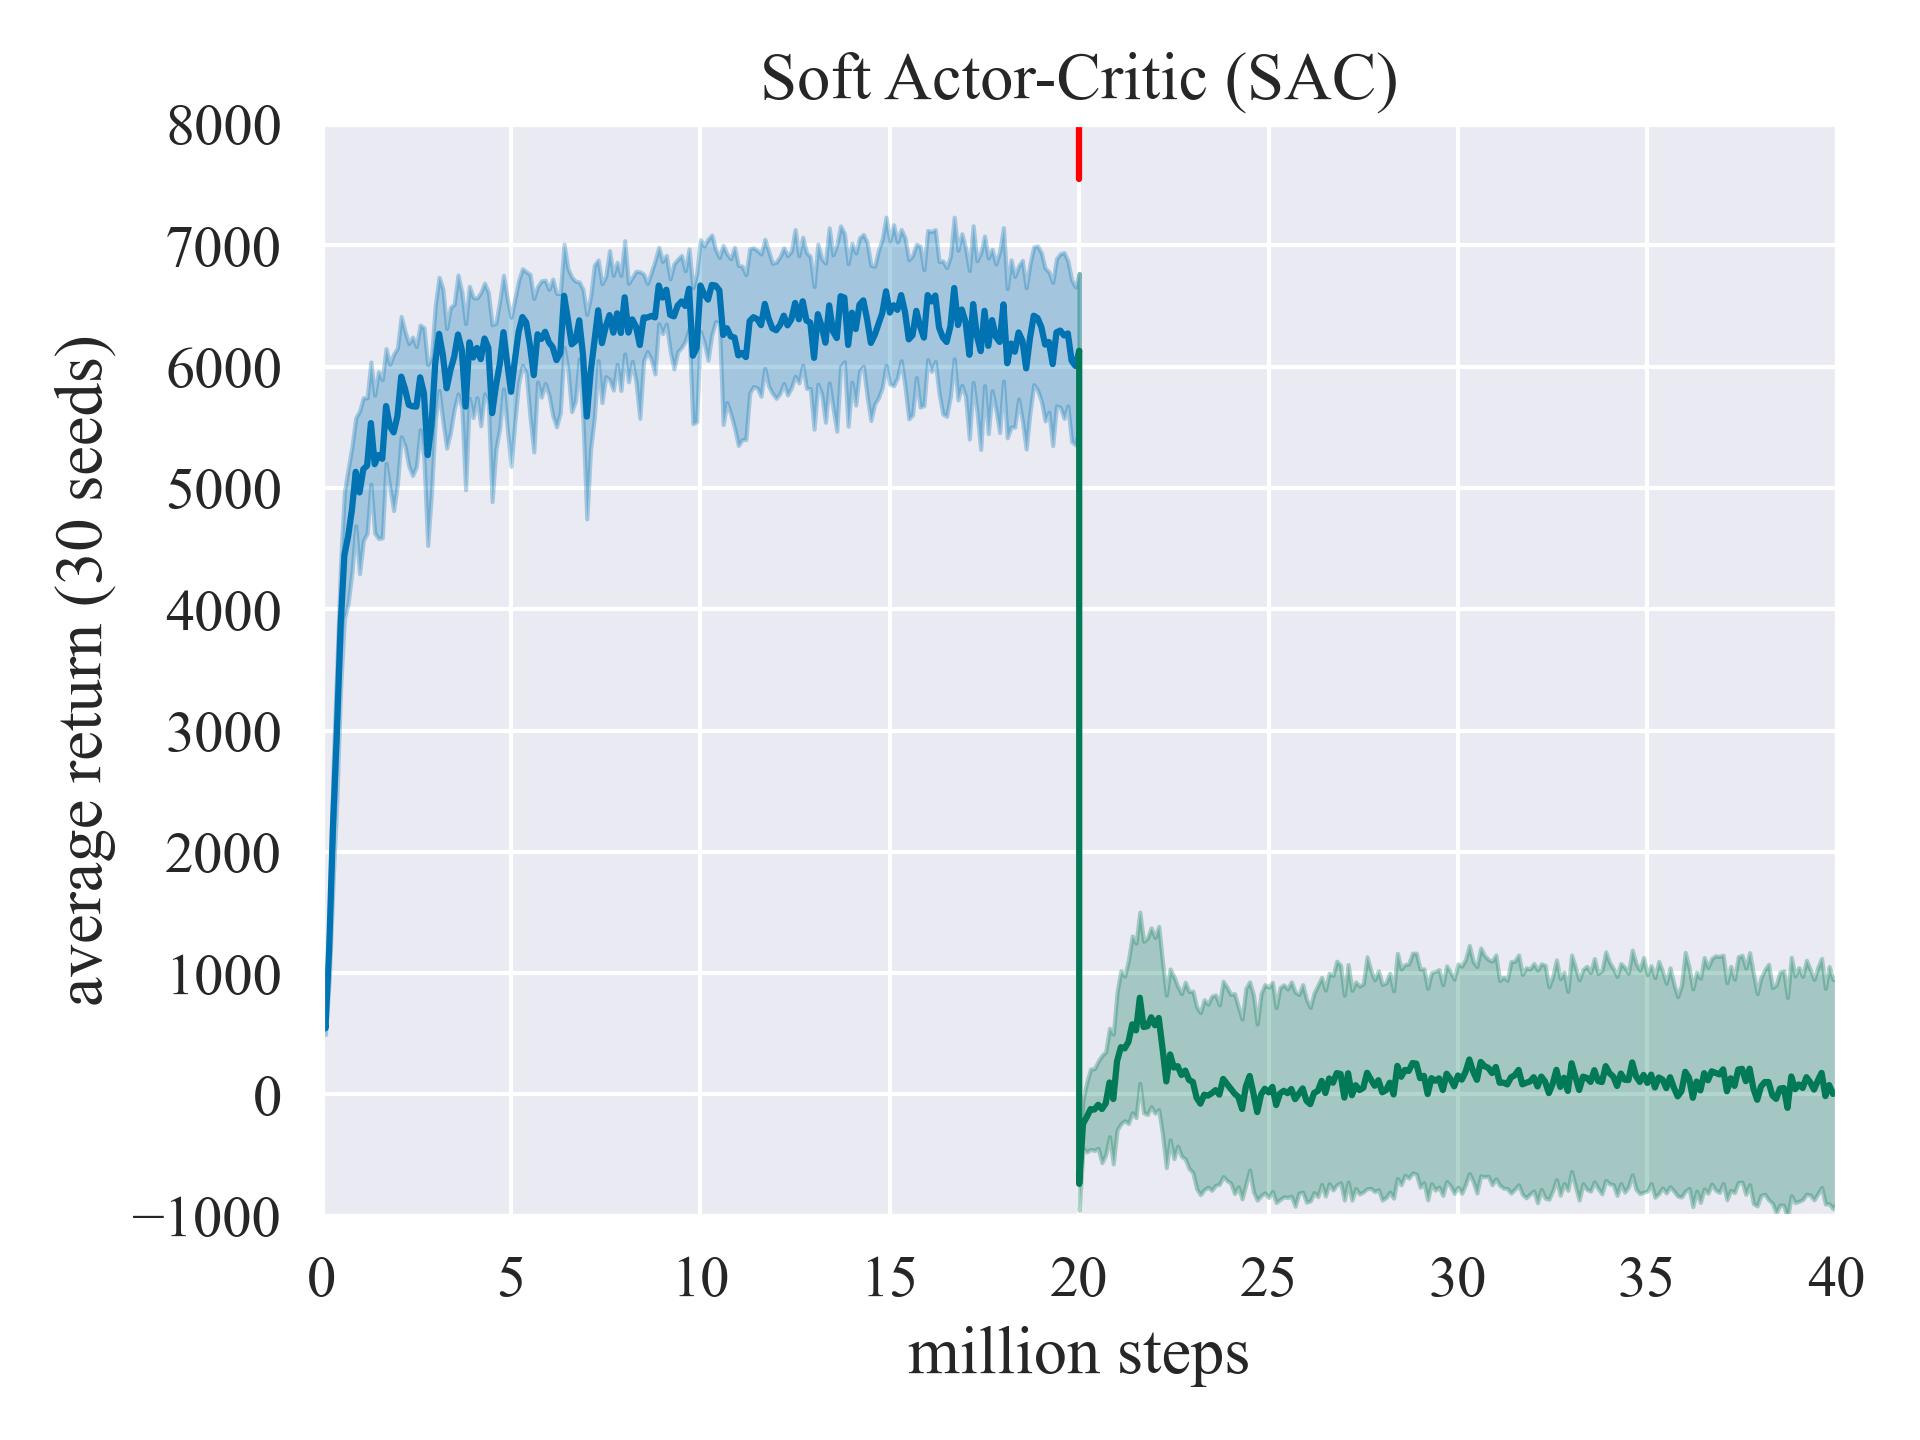 Soft Actor-Critic (SAC)
average return (30 seeds)
8000
7000
6000
5000
4000
3000
2000
1000
0
−1000
0 5 10 15 20 25 30 35 40
million steps